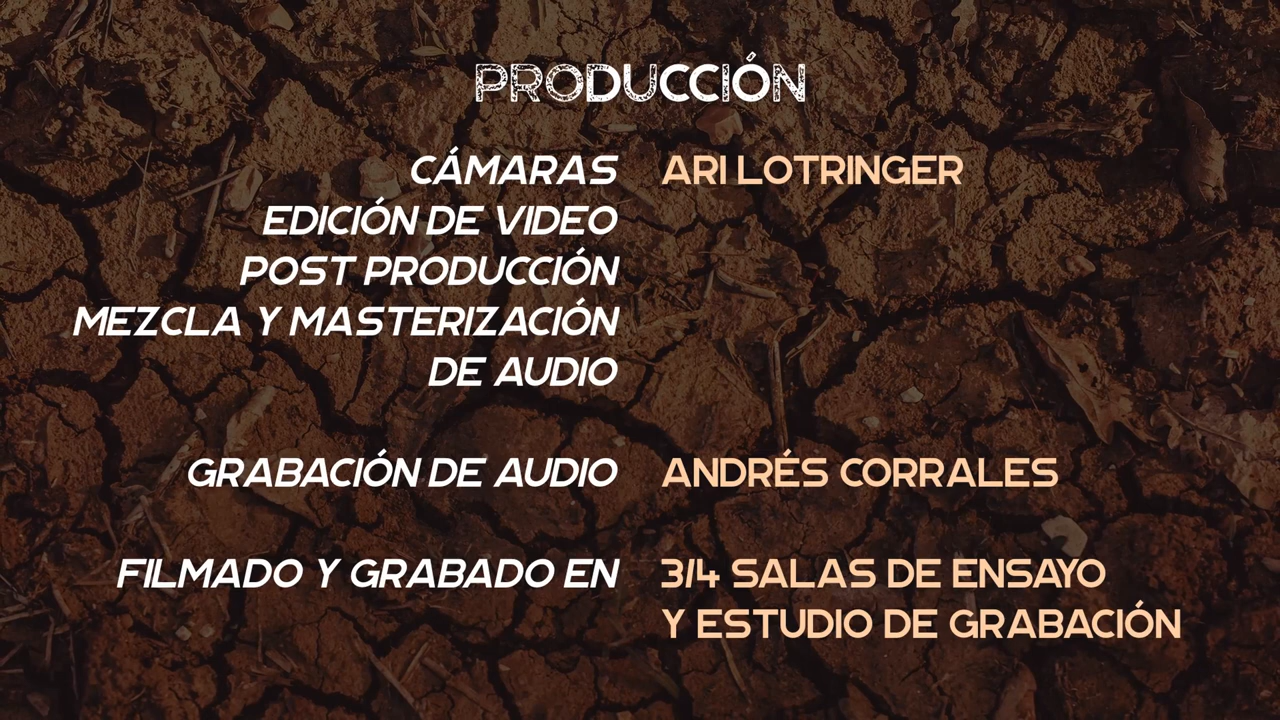 PRODUCCIÓN
CÁMARAS ARI LOTRINGER
EDICIÓN DE VIDEO
POST PRODUCCIÓN
MEZCLA Y MASTERIZACIÓN
DE AUDIO
GRABACIÓN DE AUDIO ANDRÉS CORRALES
FILMADO Y GRABADO EN 3/4 SALAS DE ENSAYO
Y ESTUDIO DE GRABACIÓN